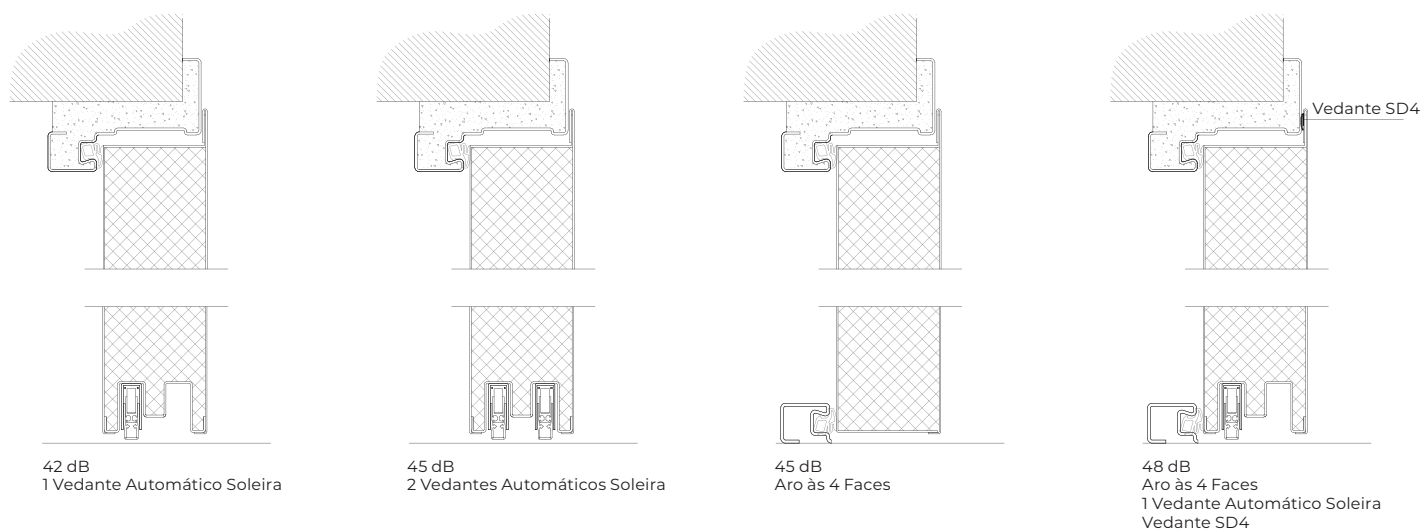 Vedante SD4
42 dB
1 Vedante Automático Soleira
45 dB
2 Vedantes Automáticos Soleira
45 dB
Aro às 4 Faces
48 dB
Aro às 4 Faces
1 Vedante Automático Soleira
Vedante SD4